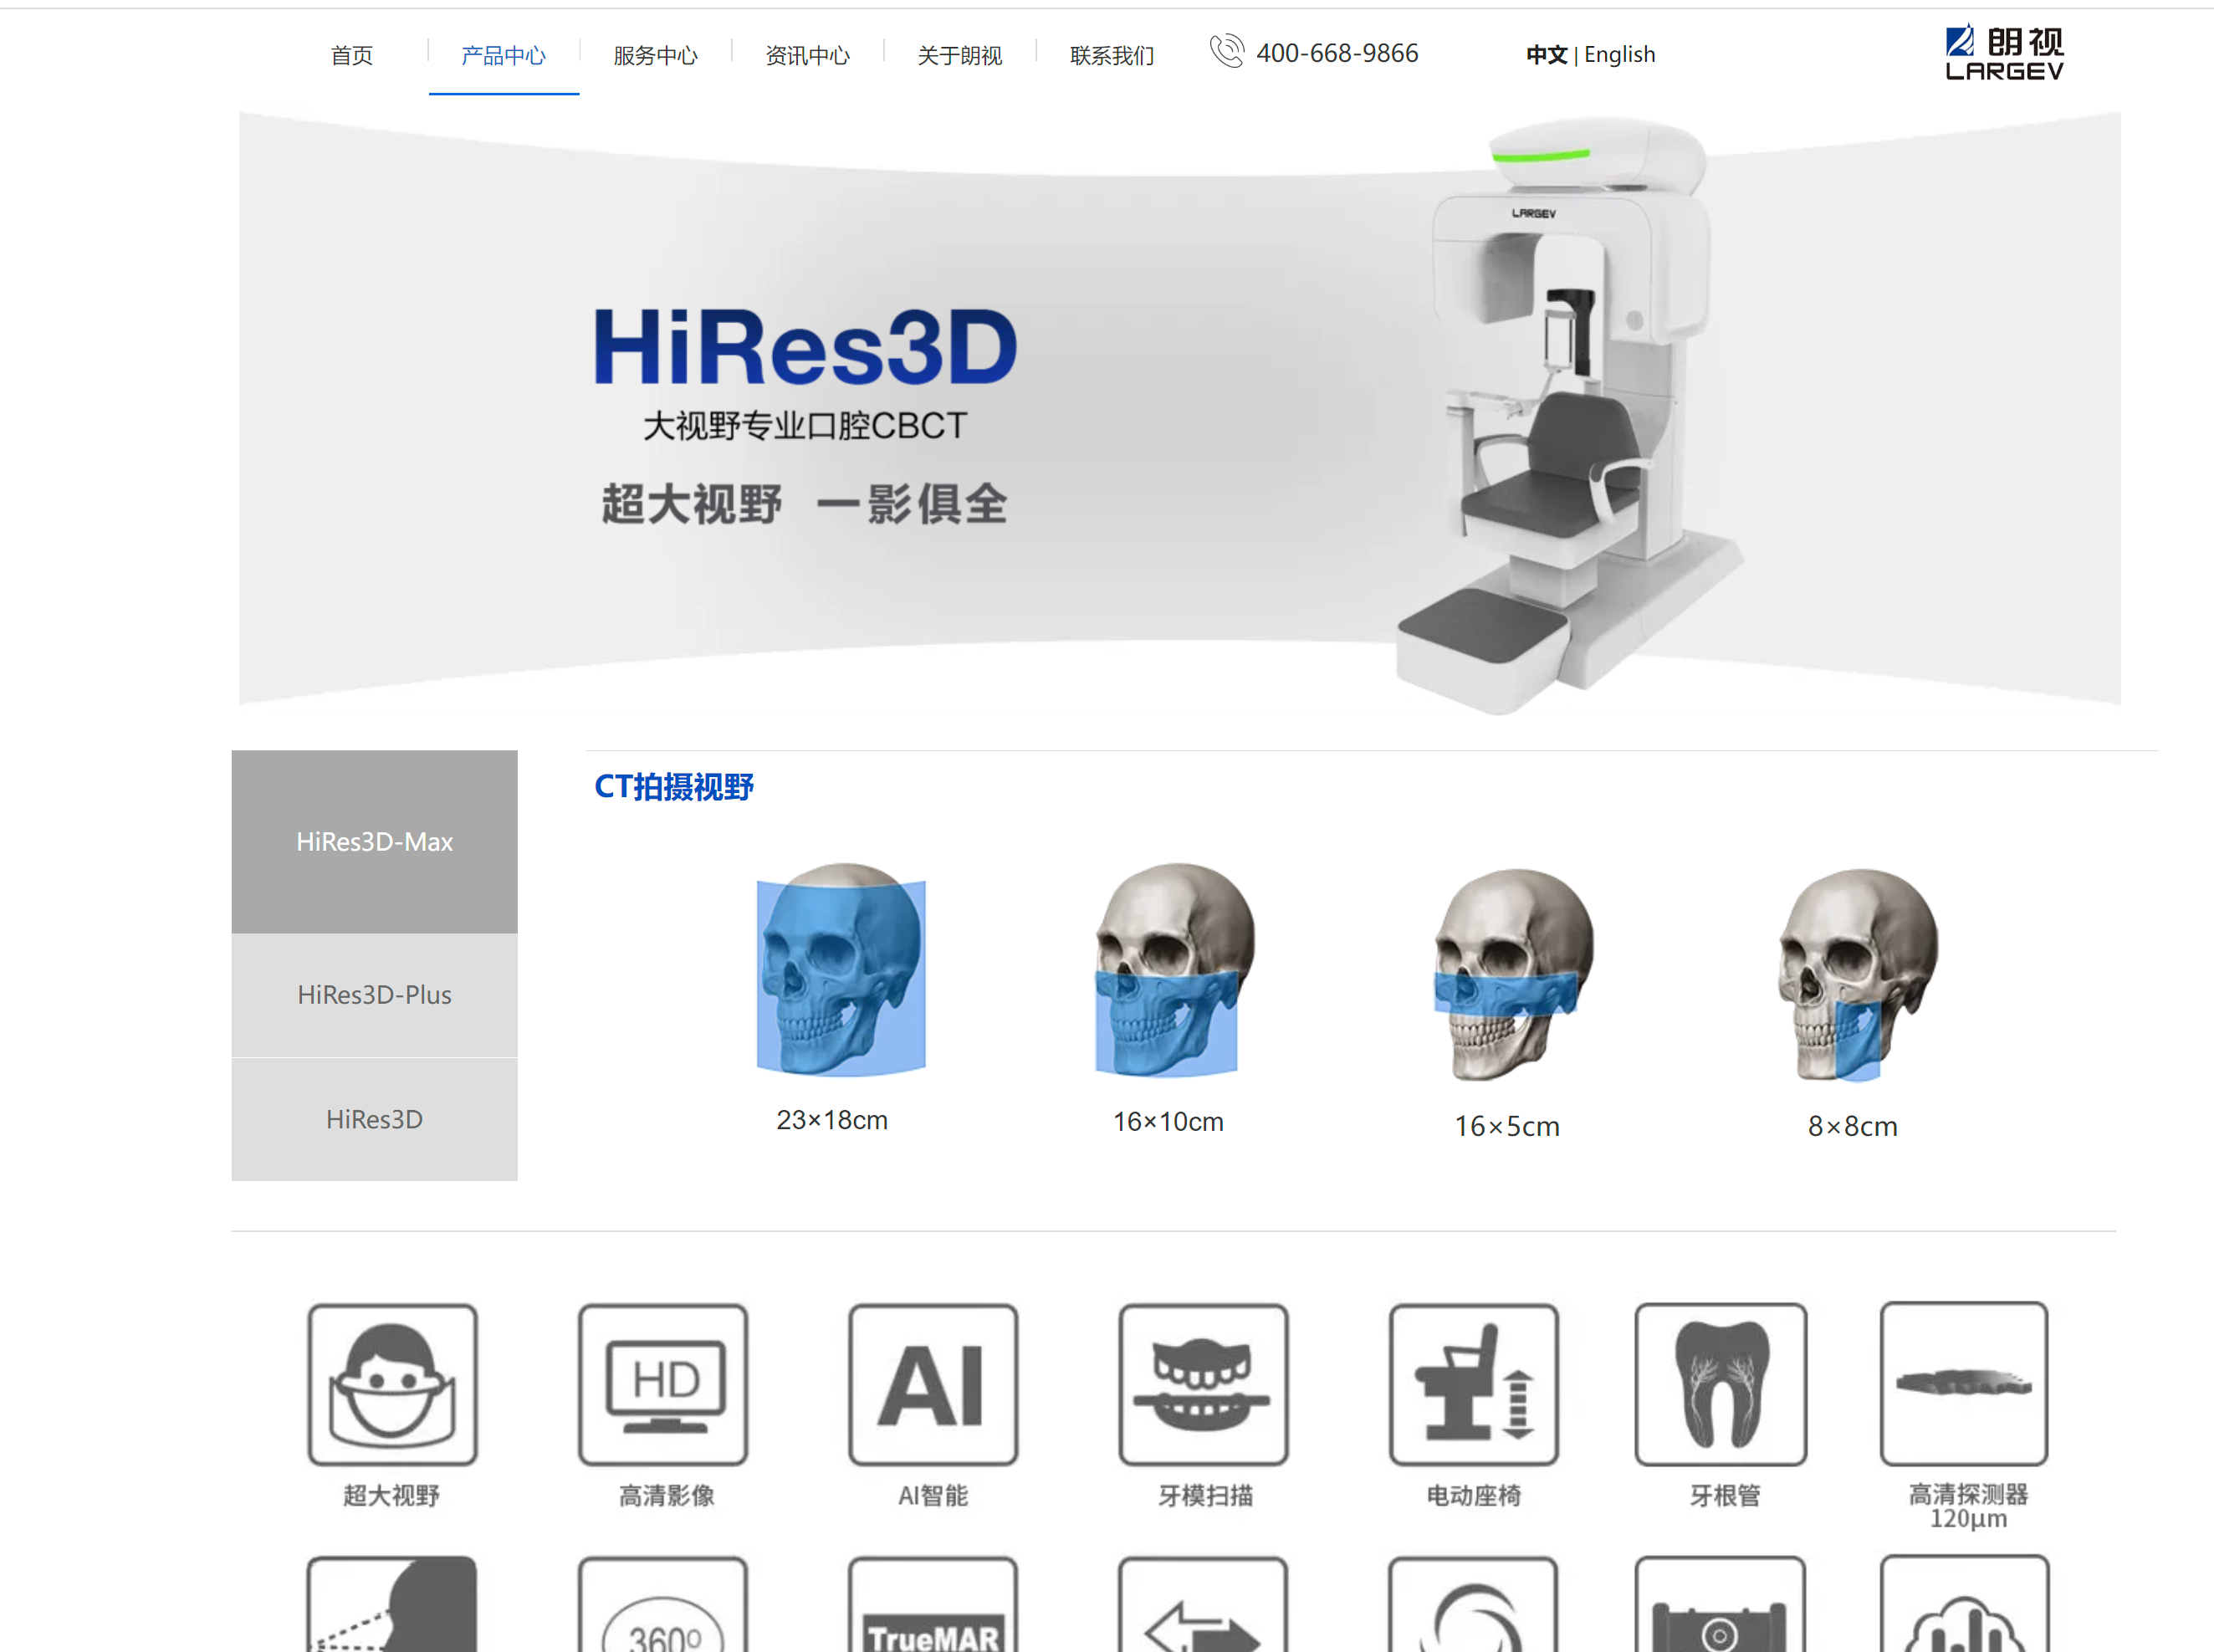 首页
产品中心
服务中心
资讯中心
关于朗视
联系我们
400-668-9866
中文 | English
朗视
LARGEV
LARGEV
HiRes3D
大视野专业口腔CBCT
超大视野 一影俱全
HiRes3D-Max
HiRes3D-Plus
HiRes3D
CT拍摄视野
23×18cm
16×10cm
16×5cm
8×8cm
HD
AI
超大视野
高清影像
AI智能
牙模扫描
电动座椅
牙根管
高清探测器
120μm
360º
TrueMAR